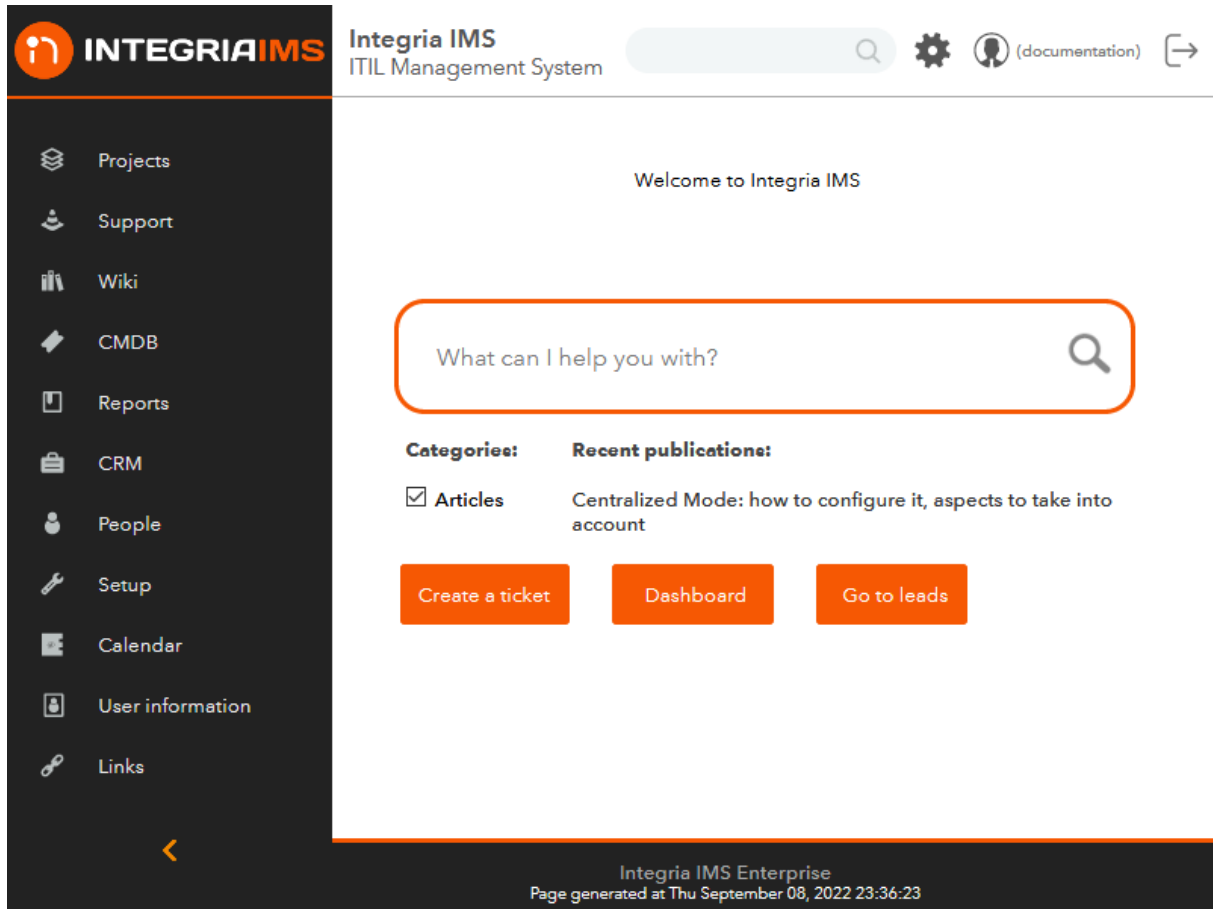 INTEGRIAIMS
Integria IMS
ITIL Management System
(documentation)
Projects
Support
Wiki
CMDB
Reports
CRM
People
Setup
Calendar
User information
Links
Welcome to Integria IMS
What can I help you with?
Categories:
Recent publications:
Articles
Centralized Mode: how to configure it, aspects to take into
account
Create a ticket
Dashboard
Go to leads
Integria IMS Enterprise
Page generated at Thu September 08, 2022 23:36:23